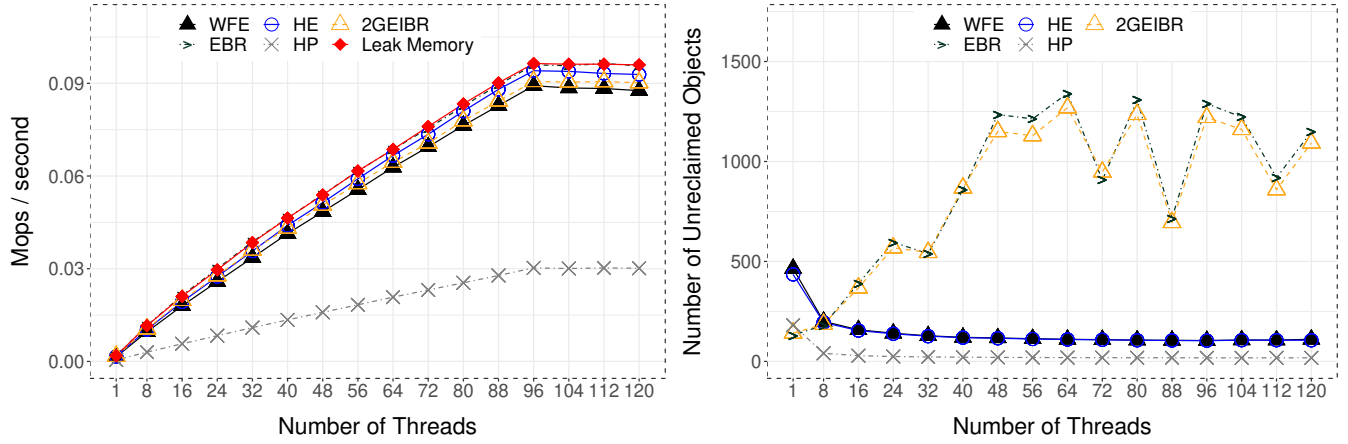 WFE HE 2GEIBR
EBR HP Leak Memory
Mops / second
0.09
0.06
0.03
0.00
1 8 16 24 32 40 48 56 64 72 80 88 96 104 112 120
Number of Threads
WFE HE 2GEIBR
EBR HP
Number of Unreclaimed Objects
1500
1000
500
0
1 8 16 24 32 40 48 56 64 72 80 88 96 104 112 120
Number of Threads